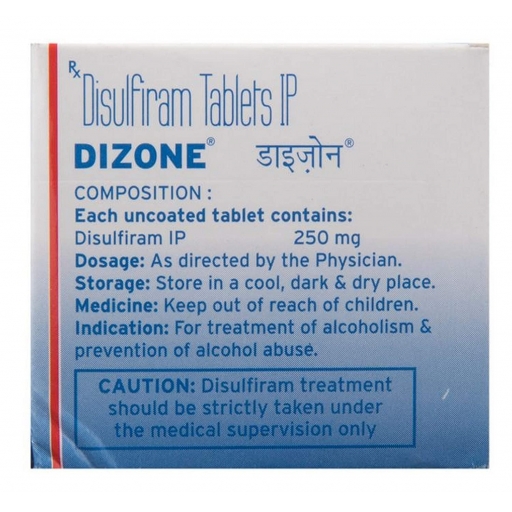 Rx Disulfiram Tablets IP
DIZONE® डाइज़ोन®
COMPOSITION :
Each uncoated tablet contains:
Disulfiram IP 250 mg
Dosage: As directed by the Physician.
Storage: Store in a cool, dark & dry place.
Medicine: Keep out of reach of children.
Indication: For treatment of alcoholism &
prevention of alcohol abuse.
CAUTION: Disulfiram treatment
should be strictly taken under
the medical supervision only